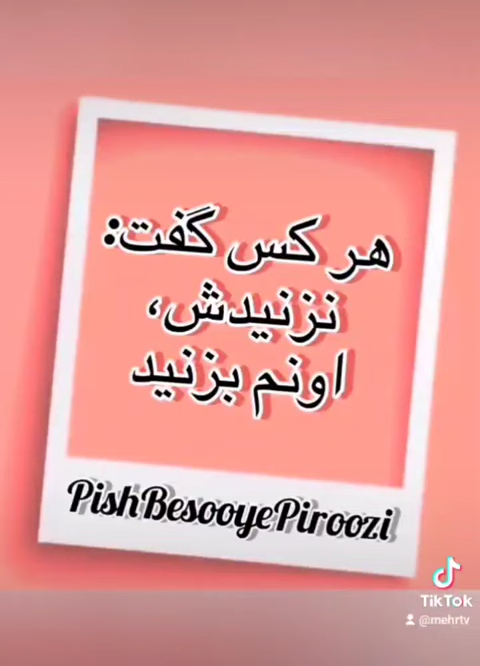 هر کس گفت:
نزنیدش،
اونم بزنید
PishBesooyePiroozi
TikTok
@mehrtv